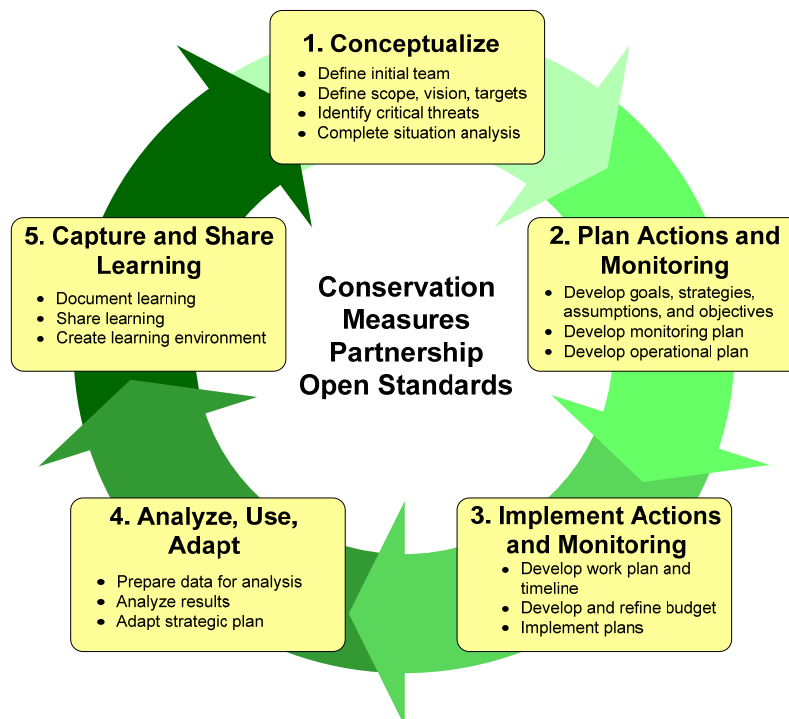 1. Conceptualize
• Define initial team
• Define scope, vision, targets
• Identify critical threats
• Complete situation analysis
2. Plan Actions and
Monitoring
• Develop goals, strategies,
assumptions, and objectives
• Develop monitoring plan
• Develop operational plan
3. Implement Actions
and Monitoring
• Develop work plan and
timeline
• Develop and refine budget
• Implement plans
4. Analyze, Use,
Adapt
• Prepare data for analysis
• Analyze results
• Adapt strategic plan
5. Capture and Share
Learning
• Document learning
• Share learning
• Create learning environment
Conservation
Measures
Partnership
Open Standards